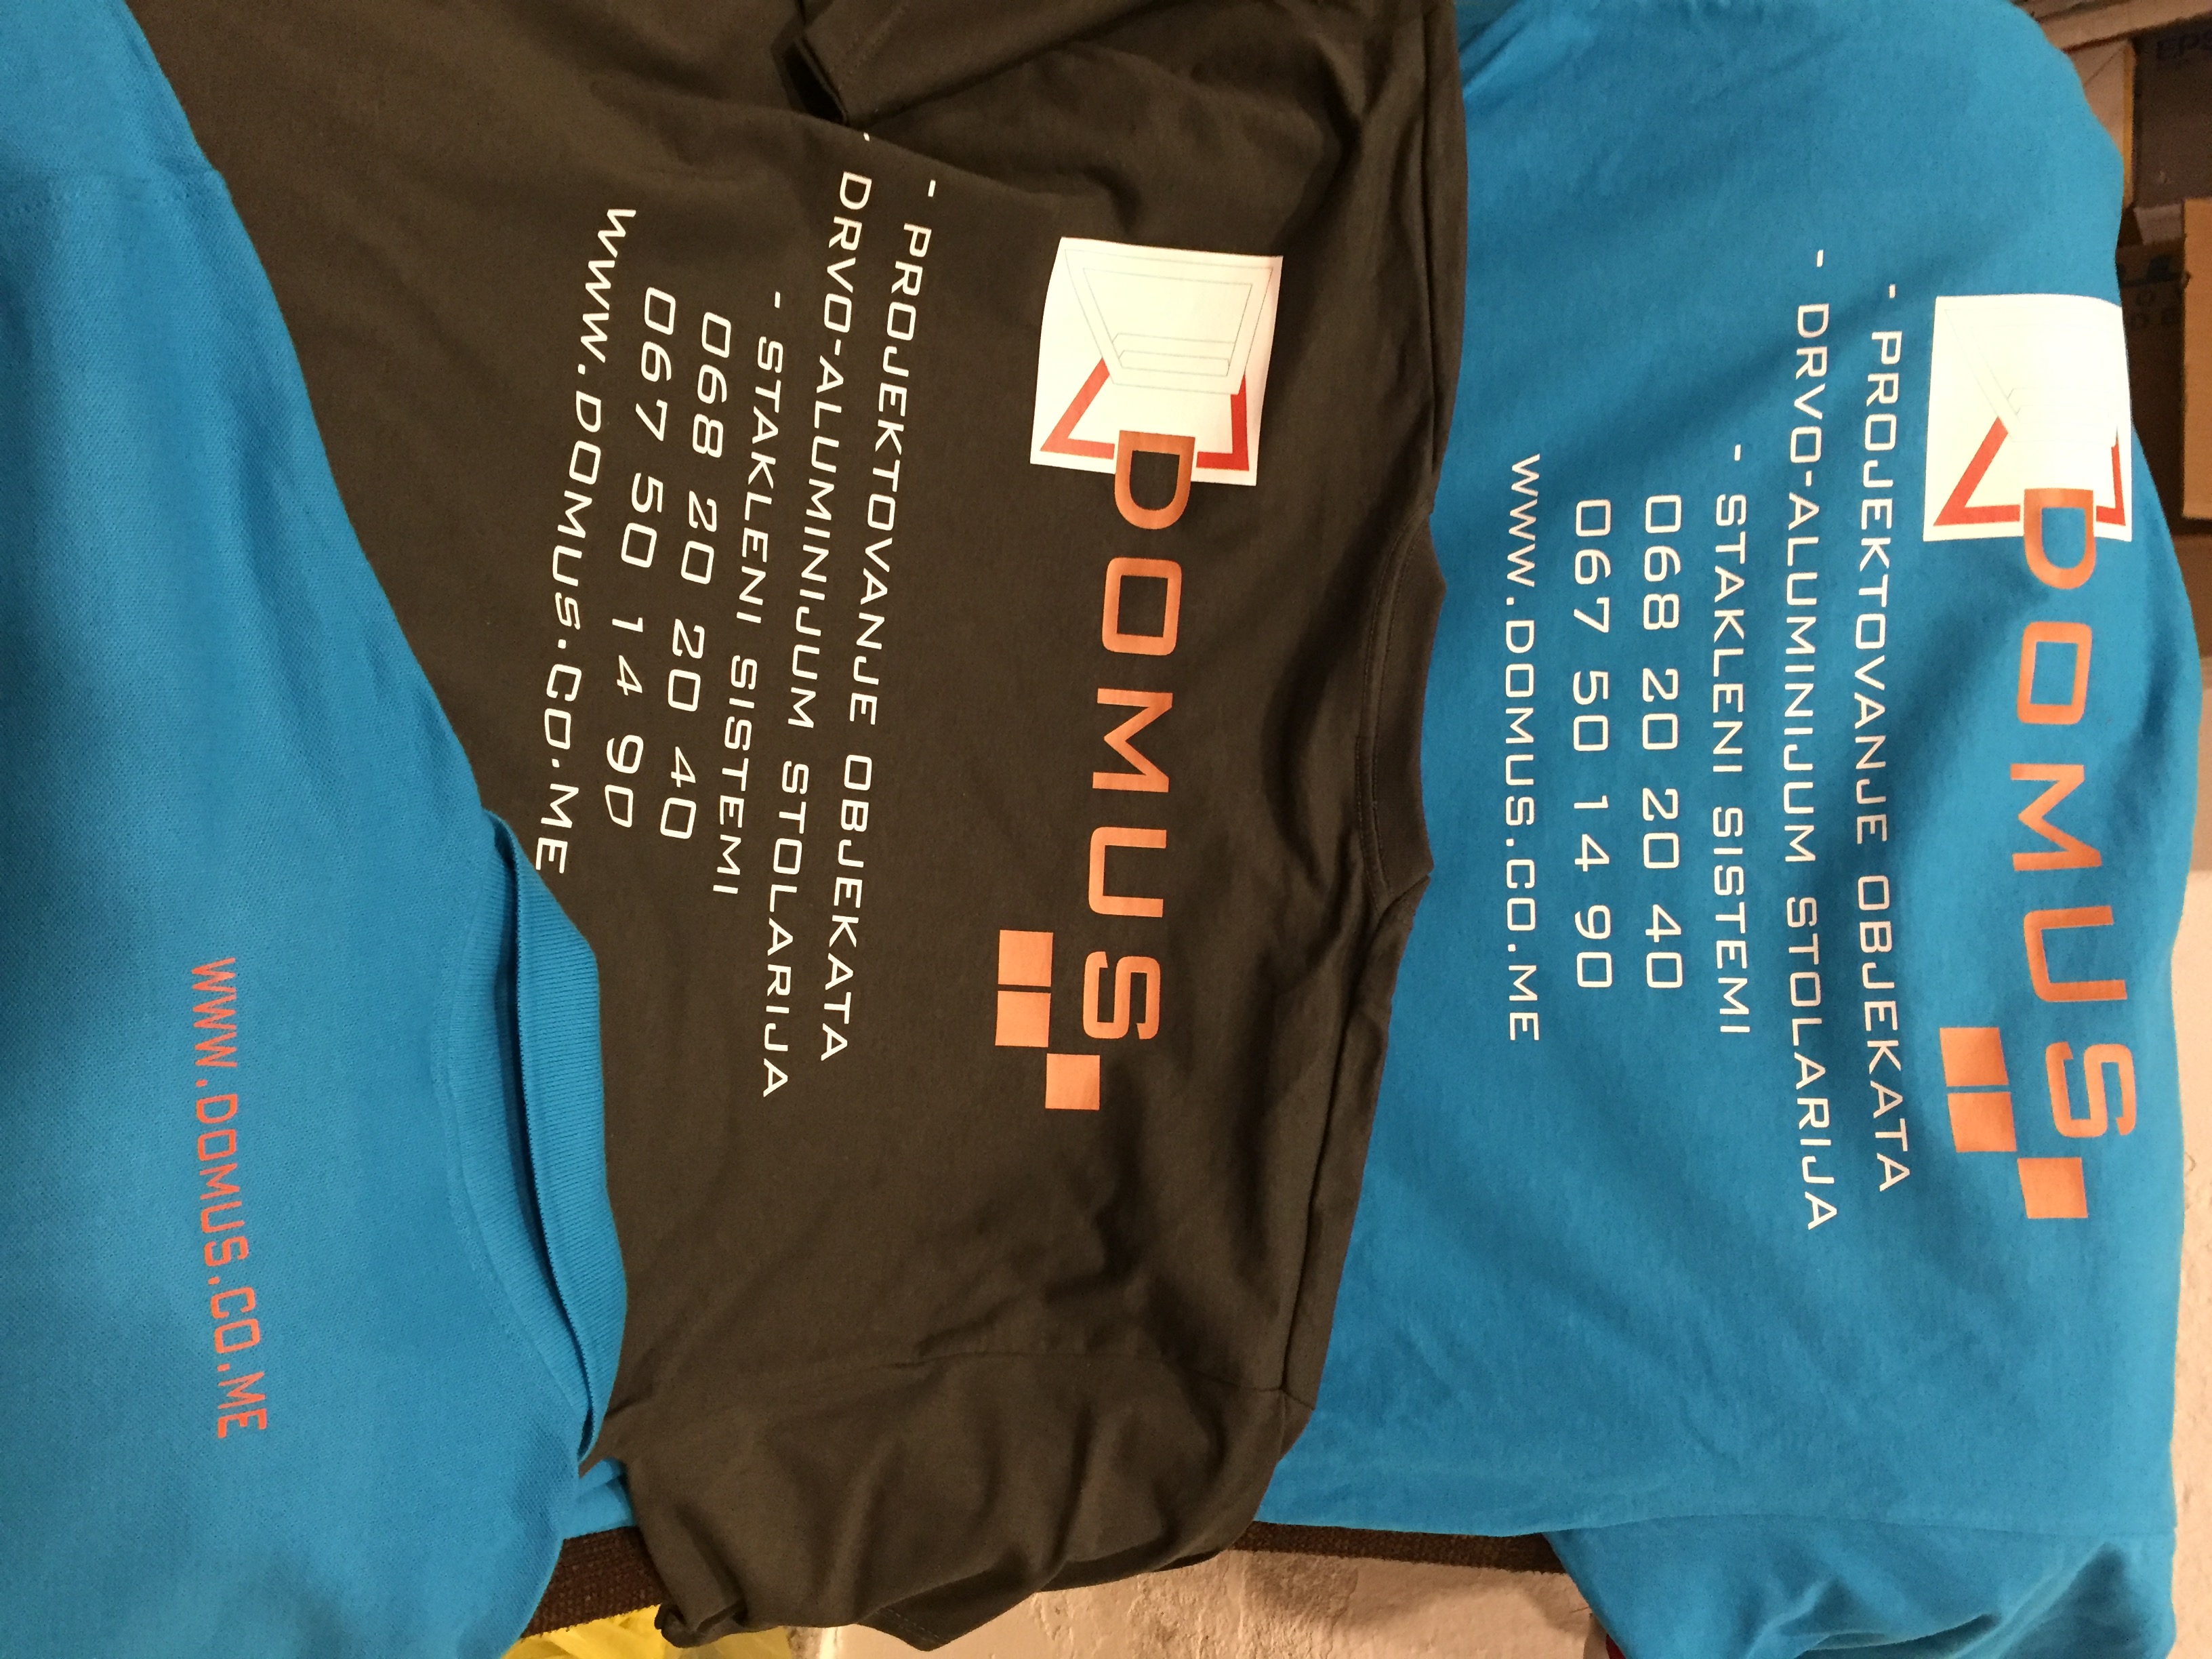 DOMUS
- PROJEKTOVANJE OBJEKATA
- DRVO-ALUMINIJUM STOLARIJA
- STAKLENI SISTEMI
068 20 20 40
067 50 14 90
WWW.DOMUS.CO.ME
DOMUS
- PROJEKTOVANJE OBJEKATA
- DRVO-ALUMINIJUM STOLARIJA
- STAKLENI SISTEMI
068 20 20 40
067 50 14 90
WWW.DOMUS.CO.ME
WWW.DOMUS.CO.ME